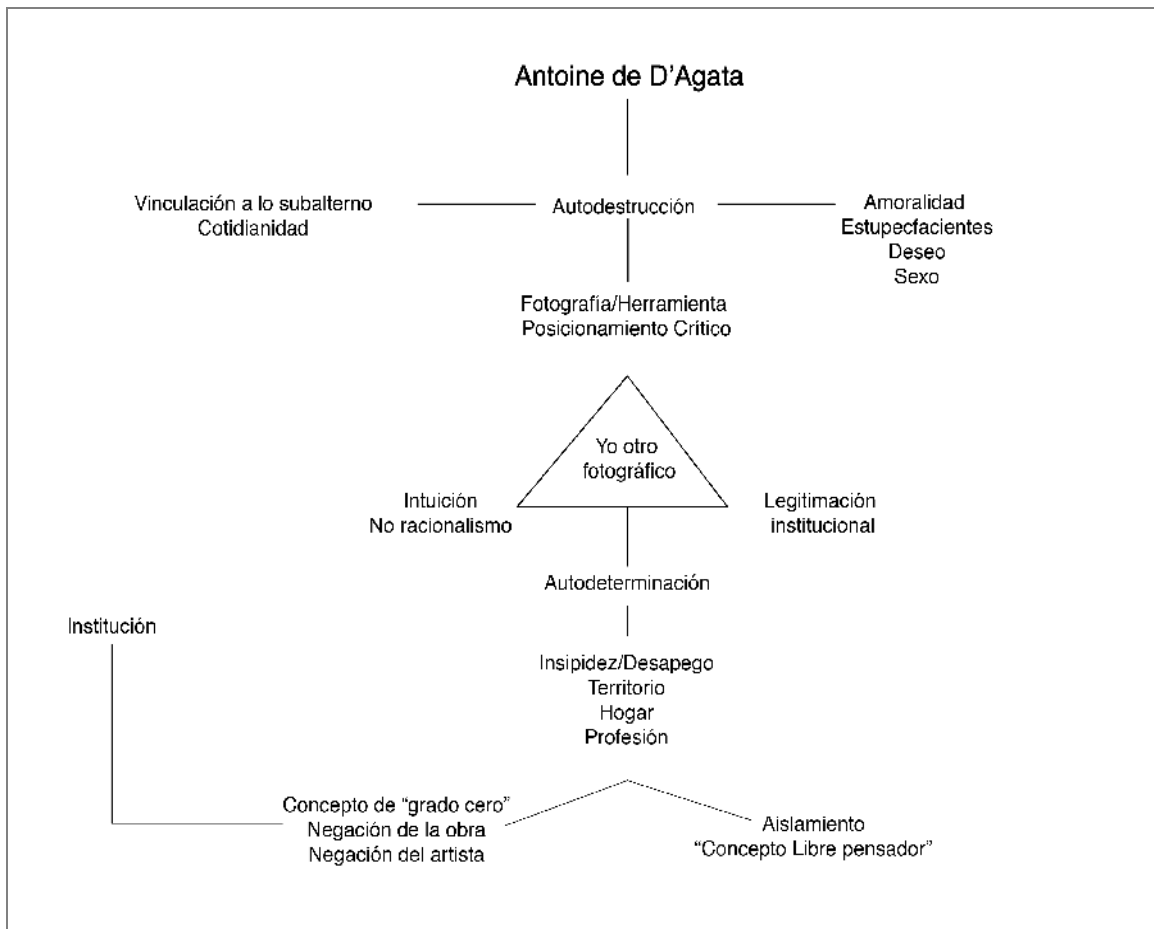 Antoine de D'Agata
Vinculación a lo subalterno
Cotidianidad
Autodestrucción
Amoralidad
Estupecfacientes
Deseo
Sexo
Fotografía/Herramienta
Posicionamiento Crítico
Yo otro
fotográfico
Intuición
No racionalismo
Legitimación
institucional
Autodeterminación
Institución
Insipidez/Desapego
Territorio
Hogar
Profesión
Concepto de “grado cero”
Negación de la obra
Negación del artista
Aislamiento
“Concepto Libre pensador”